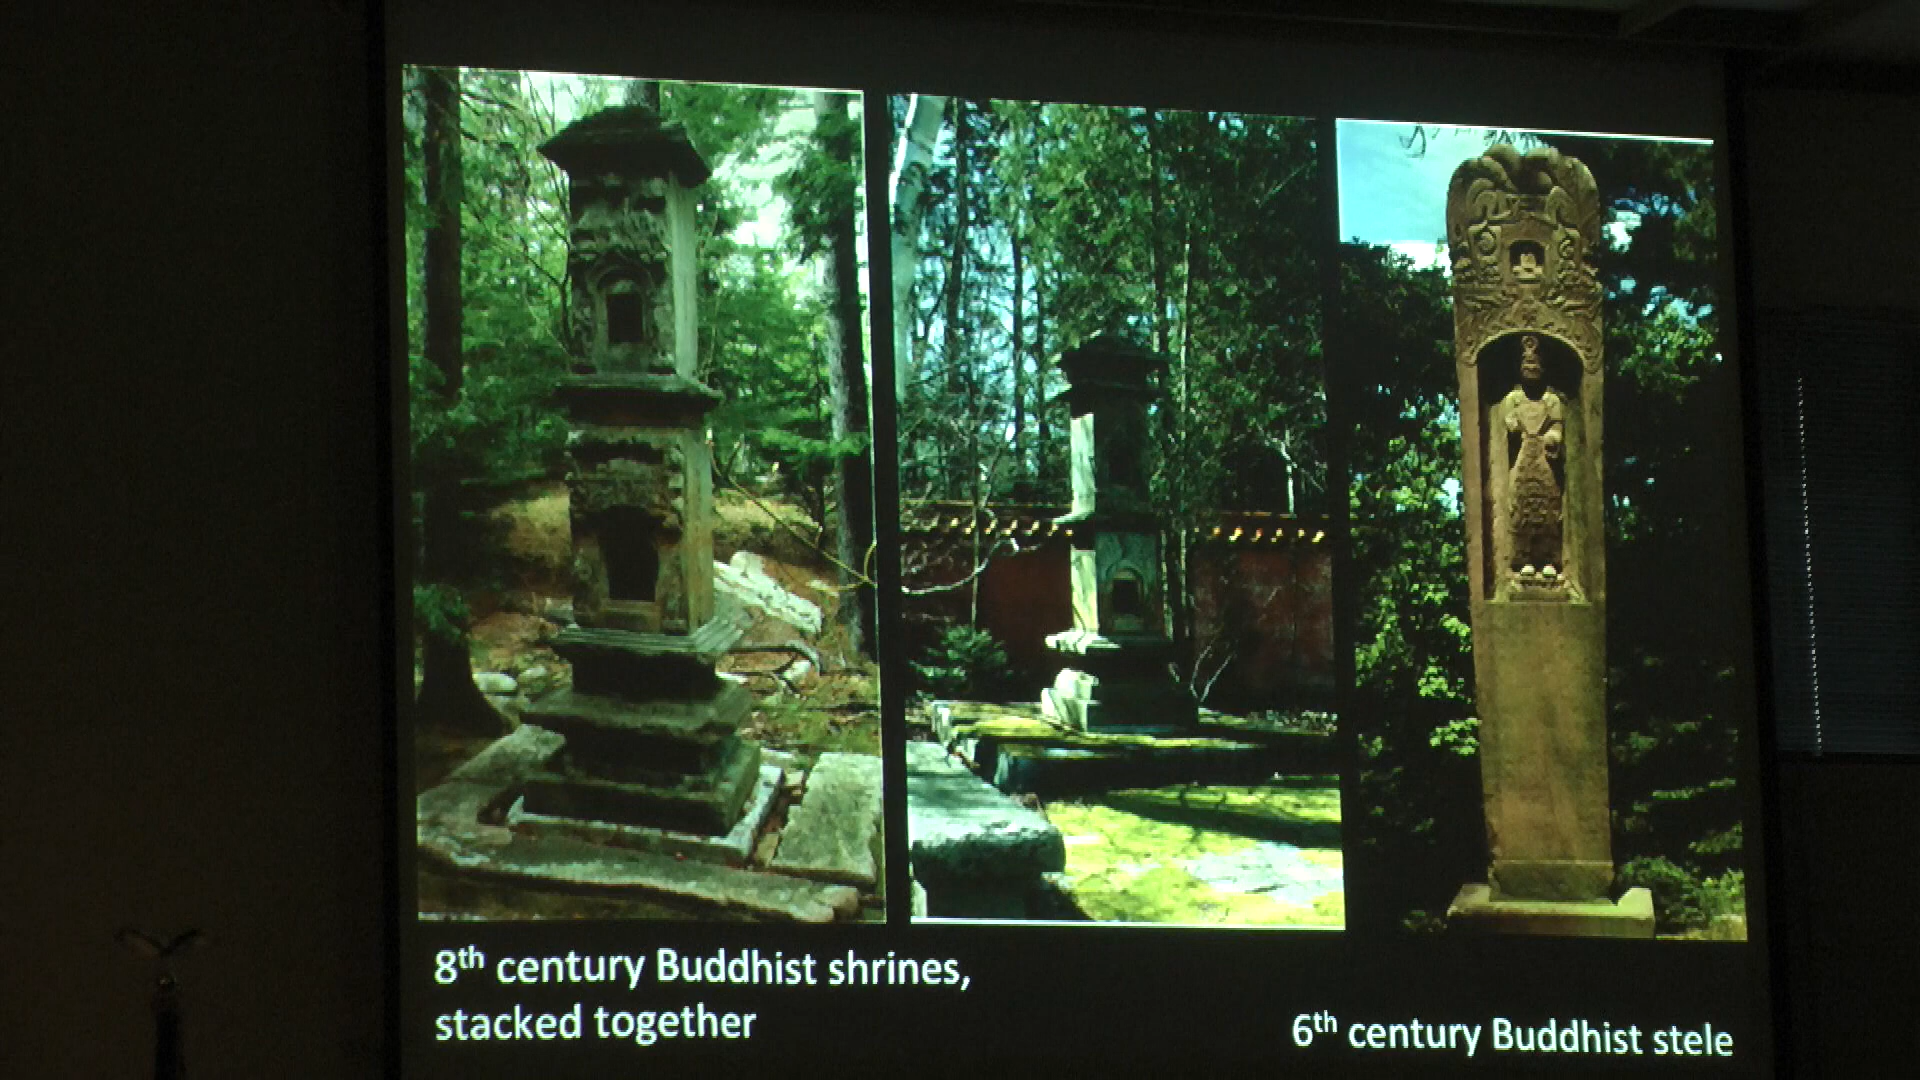 8th century Buddhist shrines,
stacked together
6th century Buddhist stele